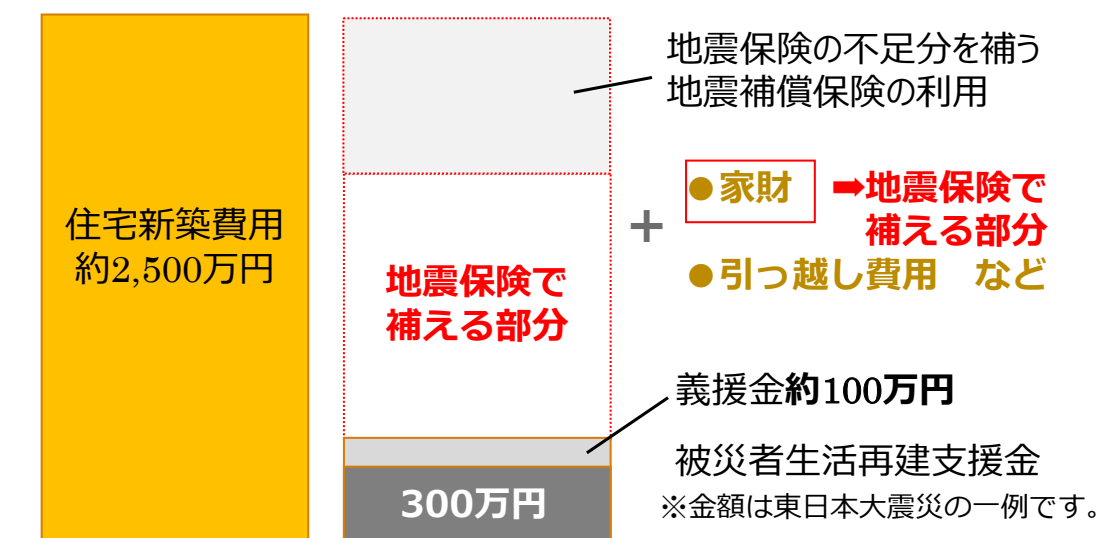 住宅新築費用
約2,500万円
地震保険で
補える部分
300万円
地震保険の不足分を補う
地震補償保険の利用
+
●家財 ➡地震保険で
補える部分
●引っ越し費用　など
義援金約100万円
被災者生活再建支援金
※金額は東日本大震災の一例です。